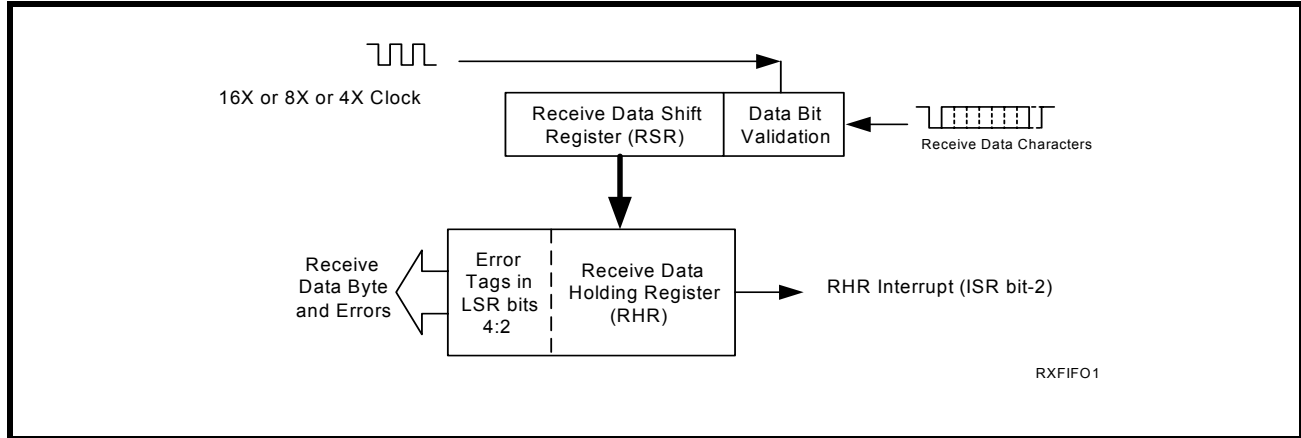 16X or 8X or 4X Clock
Receive Data Shift
Register (RSR)
Data Bit
Validation
Receive Data Characters
Receive
Data Byte
and Errors
Error
Tags in
LSR bits
4:2
Receive Data
Holding Register
(RHR)
RHR Interrupt (ISR bit-2)
RXFIFO1